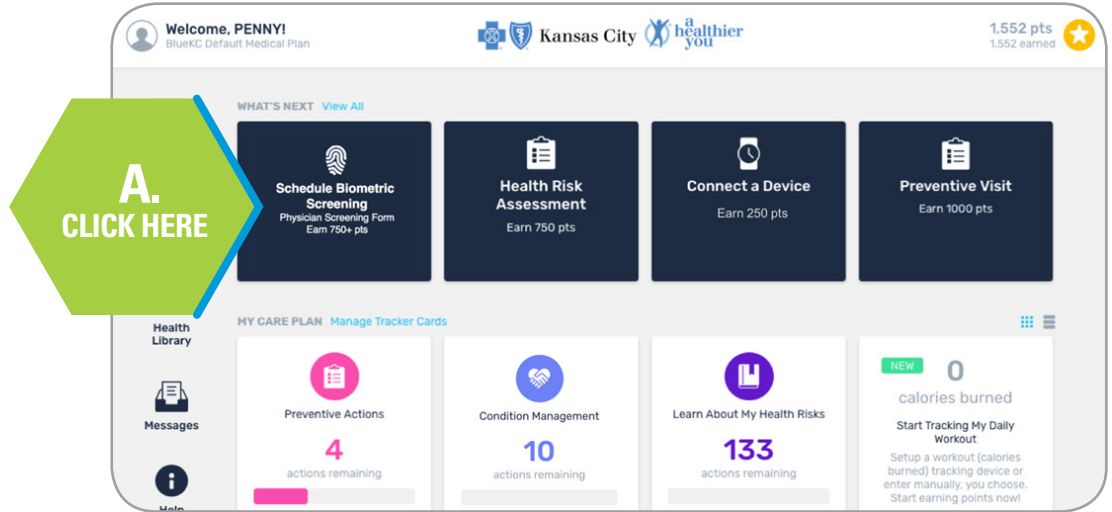 Welcome, PENNY!
BlueKC Default Medical Plan
Kansas City
a
healthier
you
1,552 pts
1,552 earned
WHAT'S NEXT View All
A.
CLICK HERE
Schedule Biometric
Screening
Physician Screening Form
Earn 750+ pts
Health Risk
Assessment
Earn 750 pts
Connect a Device
Earn 250 pts
Preventive Visit
Earn 1000 pts
Health
Library
Messages
Help
MY CARE PLAN Manage Tracker Cards
Preventive Actions
4
actions remaining
Condition Management
10
actions remaining
Learn About My Health Risks
133
actions remaining
NEW
0
calories burned
Start Tracking My Daily
Workout
Setup a workout (calories
burned) tracking device or
enter manually, you choose.
Start earning points now!